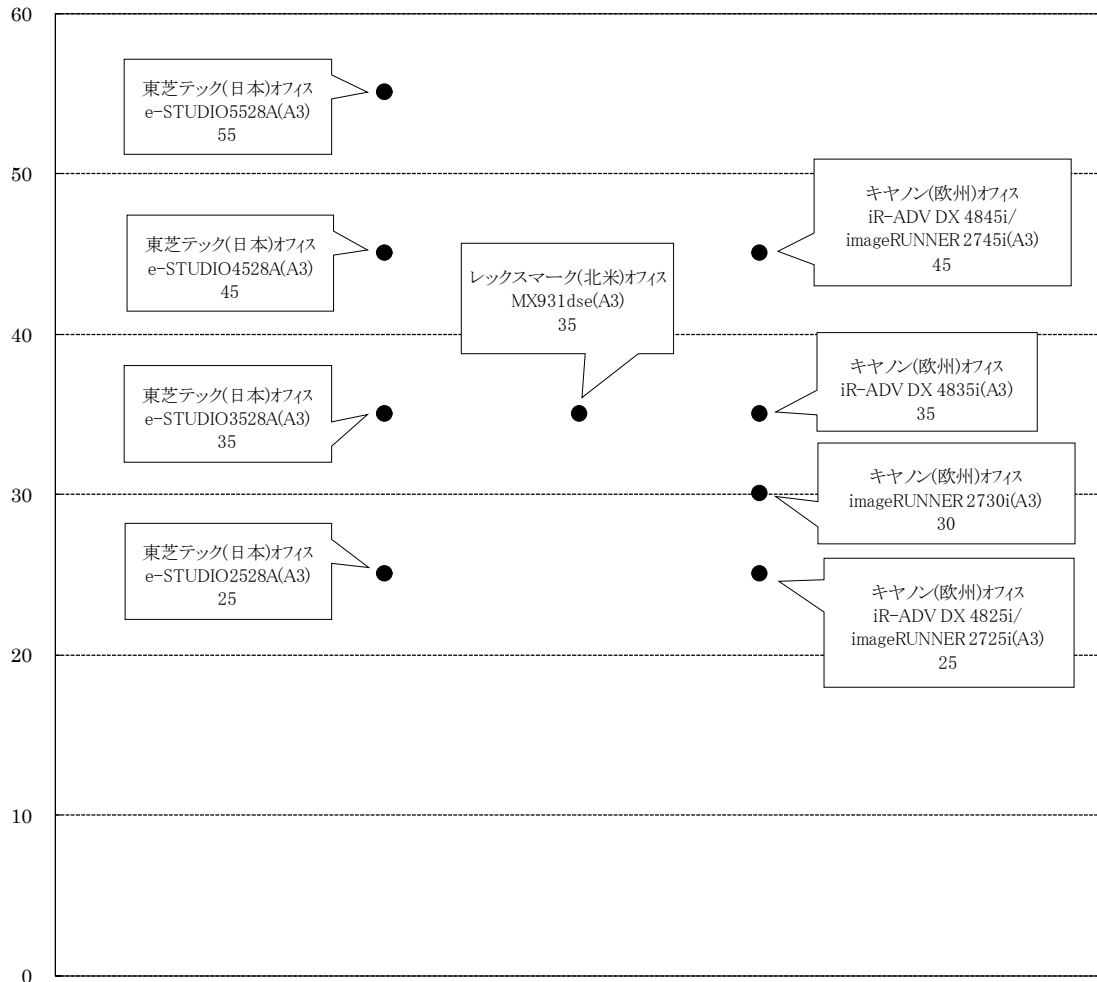 60
50
40
30
20
10
0
東芝テック(日本)オフィス
e-STUDIO5528A(A3)
55
東芝テック(日本)オフィス
e-STUDIO4528A(A3)
45
東芝テック(日本)オフィス
e-STUDIO3528A(A3)
35
東芝テック(日本)オフィス
e-STUDIO2528A(A3)
25
レックスマーク(北米)オフィス
MX931dse(A3)
35
キヤノン(欧州)オフィス
iR-ADV DX 4845i/
imageRUNNER 2745i(A3)
45
キヤノン(欧州)オフィス
iR-ADV DX 4835i(A3)
35
キヤノン(欧州)オフィス
imageRUNNER 2730i(A3)
30
キヤノン(欧州)オフィス
iR-ADV DX 4825i/
imageRUNNER 2725i(A3)
25